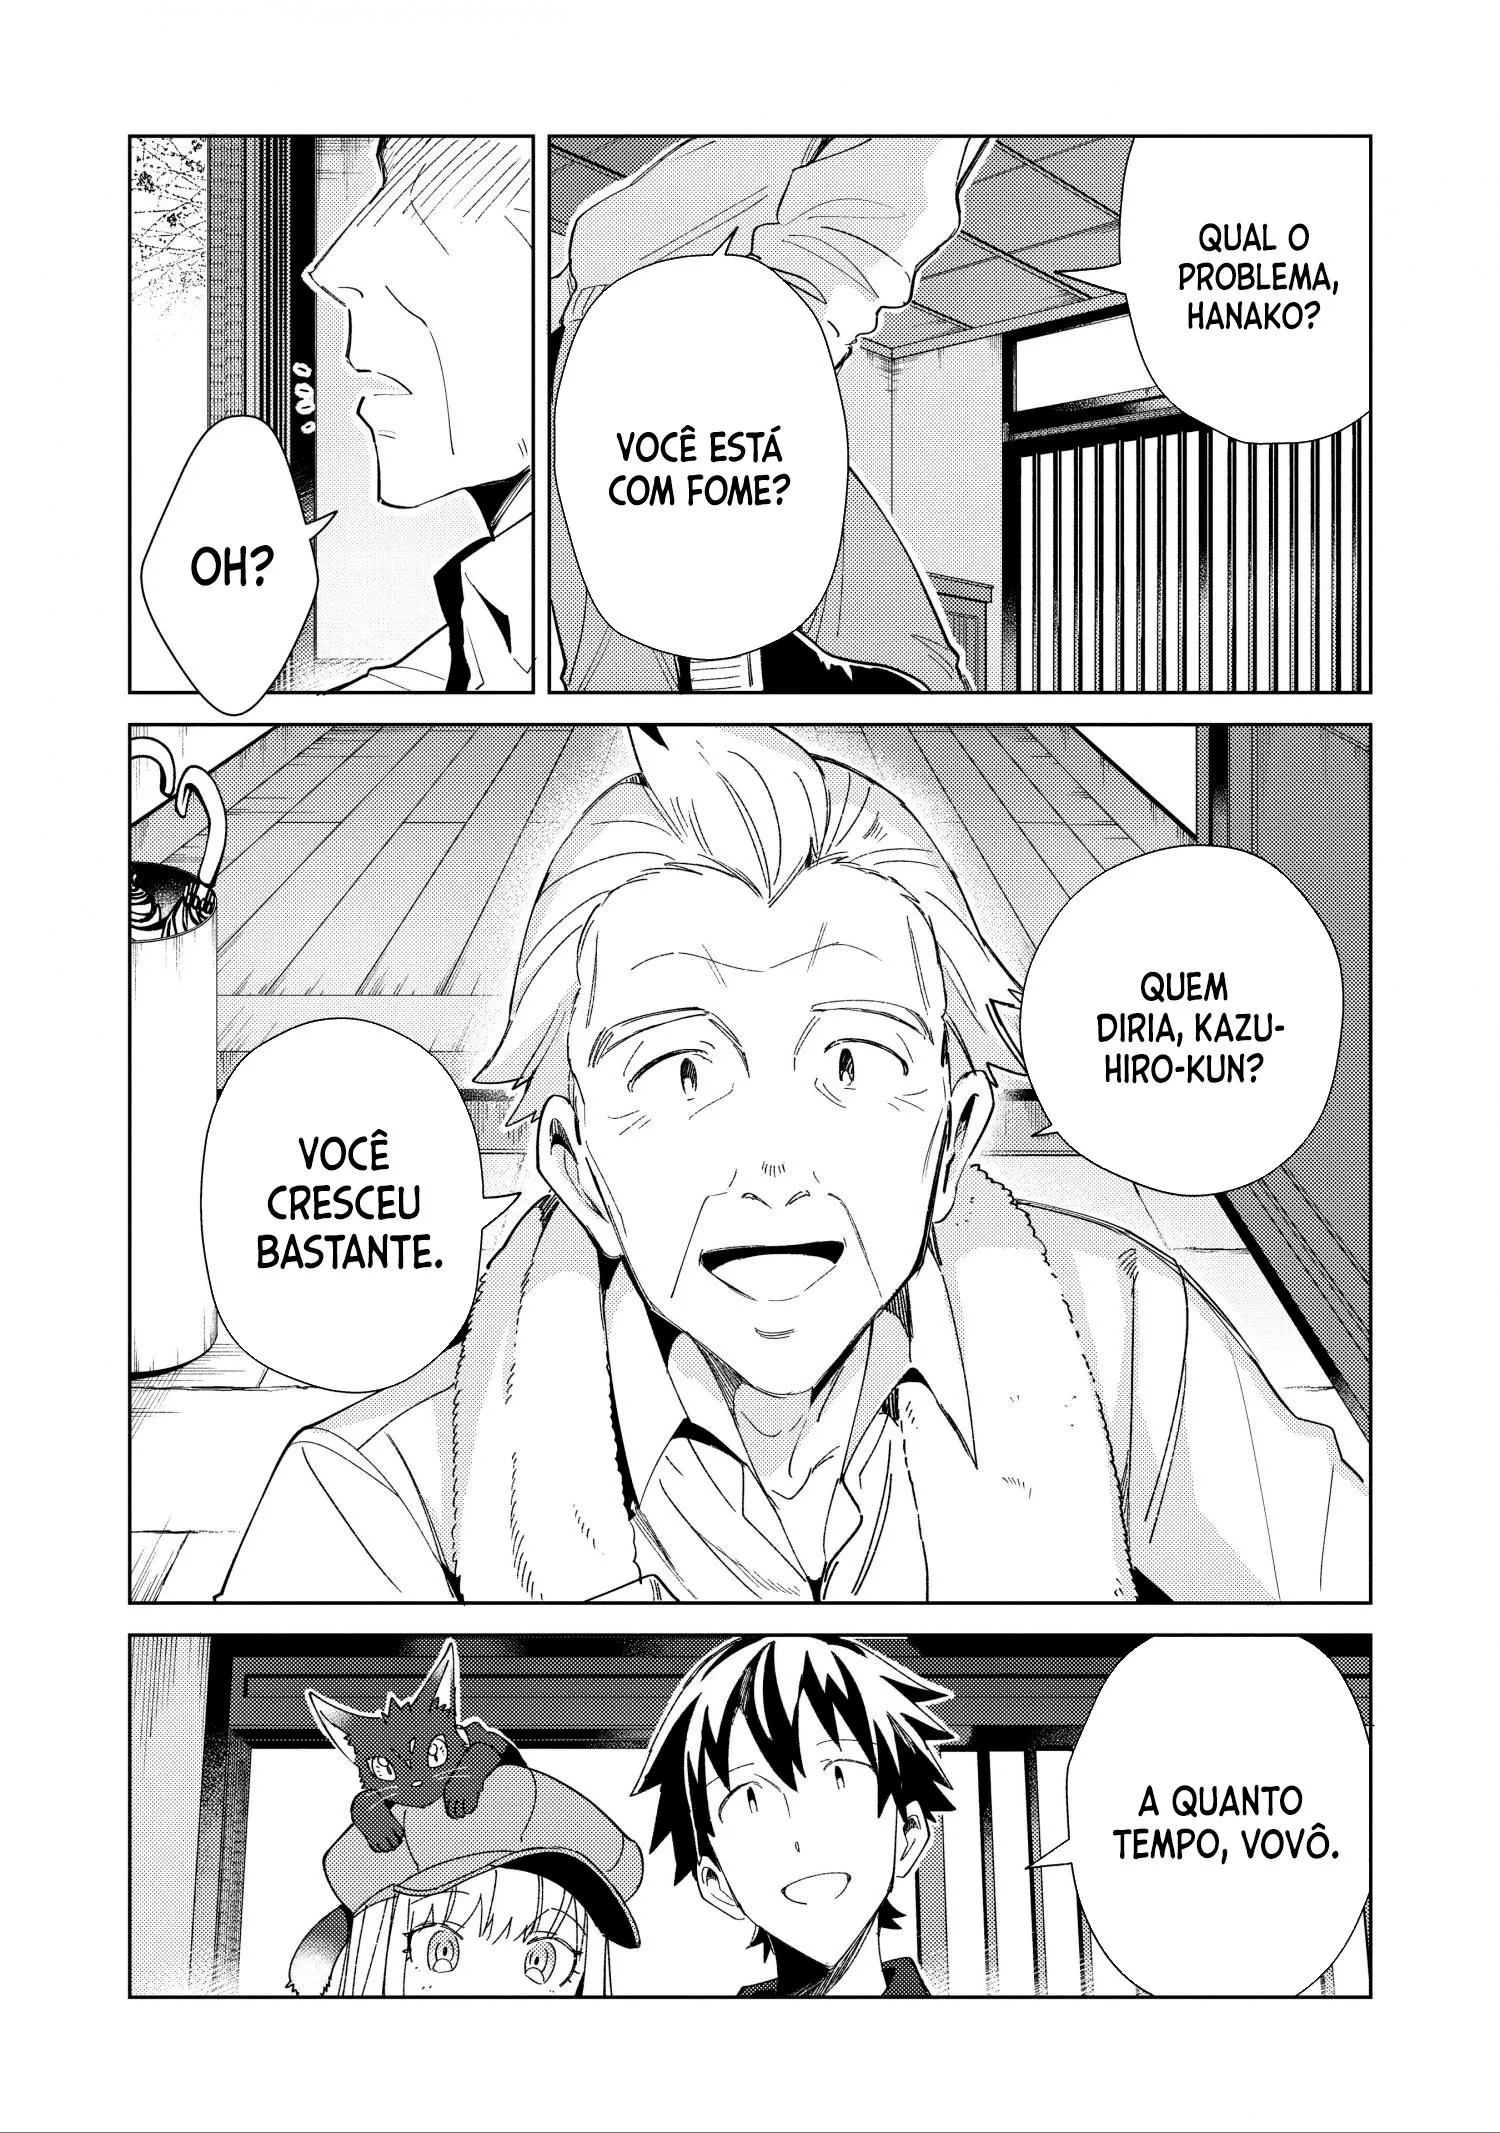 QUAL O
PROBLEMA,
HANAKO?
VOCÊ ESTÁ
COM FOME?
OH?
QUEM
DIRIA, KAZU-
HIRO-KUN?
VOCÊ
CRESCEU
BASTANTE.
A QUANTO
TEMPO, VOVÔ.